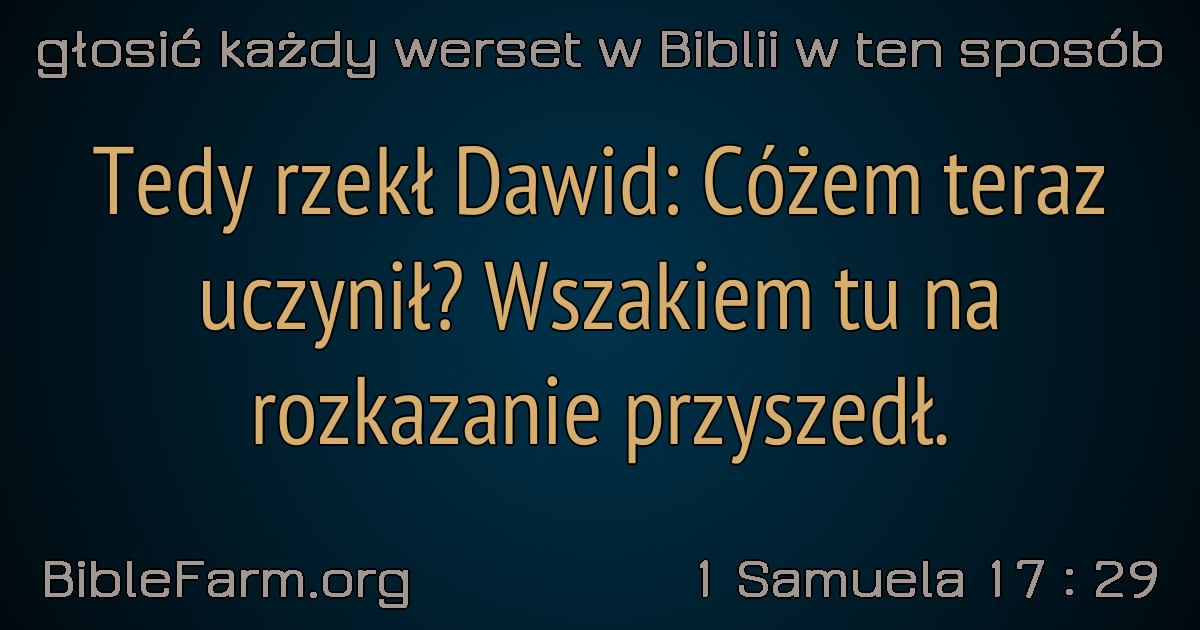 głosić każdy werset w Biblii w ten sposób
Tedy rzekł Dawid: Cóżem teraz
uczynił? Wszakiem tu na
rozkazanie przyszedł.
BibleFarm.org
1 Samuela 17 : 29